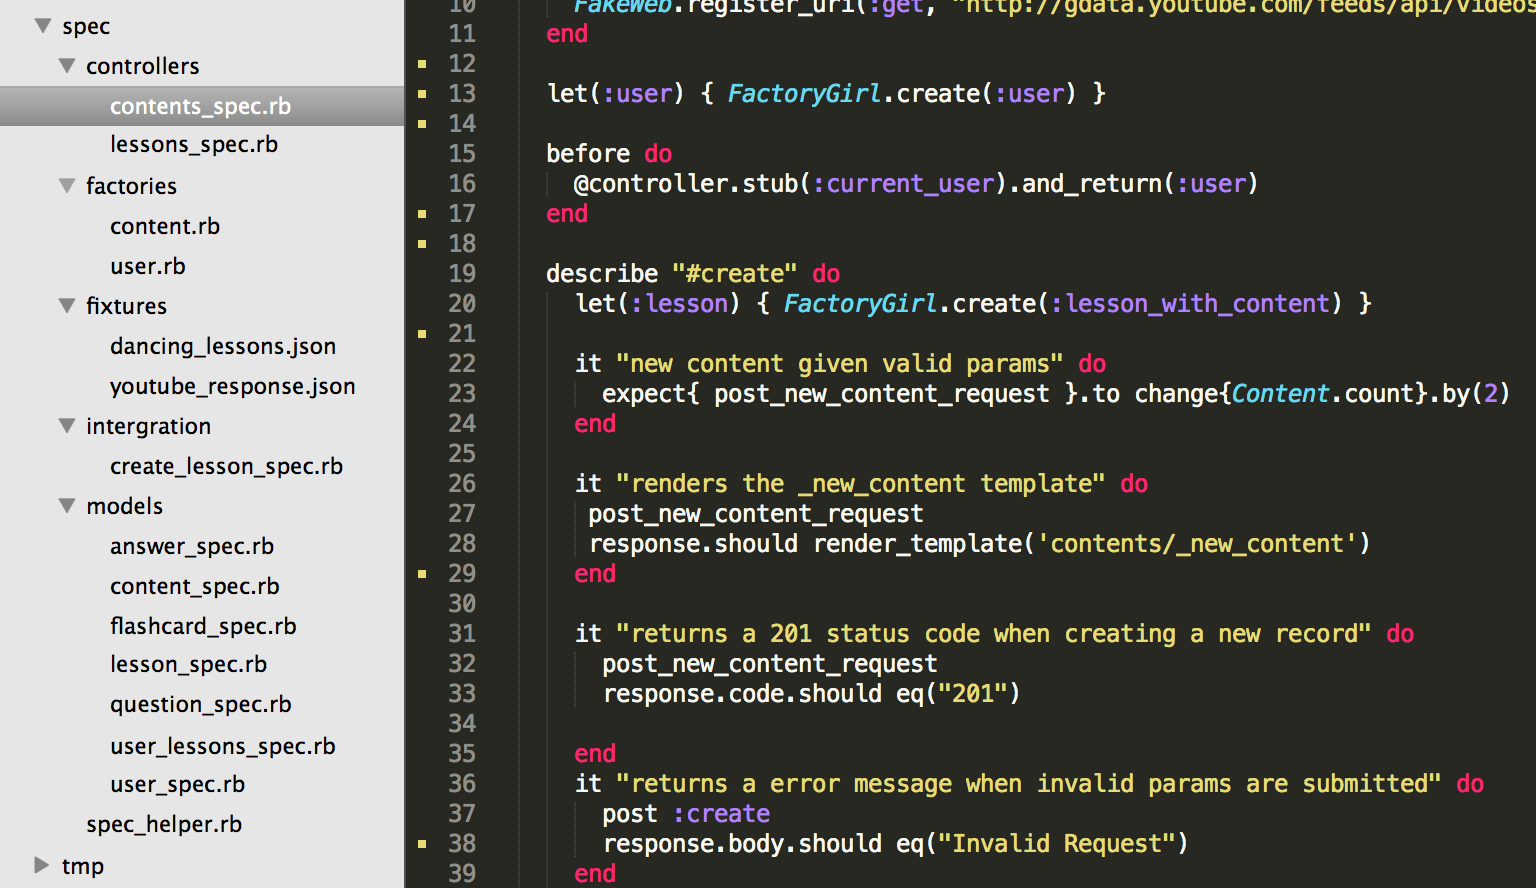 spec
controllers
contents_spec.rb
lessons_spec.rb
factories
content.rb
user.rb
fixtures
dancing_lessons.json
youtube_response.json
intergration
create_lesson_spec.rb
models
answer_spec.rb
content_spec.rb
flashcard_spec.rb
lesson_spec.rb
question_spec.rb
user_lessons_spec.rb
user_spec.rb
spec_helper.rb
tmp
10 FakeWeb.register_uri(:get, "http://gdata.youtube.com/feeds/api/videos
11 end
12
13 let(:user) { FactoryGirl.create(:user) }
14
15 before do
16 @controller.stub(:current_user).and_return(:user)
17 end
18
19 describe "#create" do
20 let(:lesson) { FactoryGirl.create(:lesson_with_content) }
21
22 it "new content given valid params" do
23 expect{ post_new_content_request }.to change{Content.count}.by(2)
24 end
25
26 it "renders the _new_content template" do
27 post_new_content_request
28 response.should render_template('contents/_new_content')
29 end
30
31 it "returns a 201 status code when creating a new record" do
32 post_new_content_request
33 response.code.should eq("201")
34
35 end
36 it "returns a error message when invalid params are submitted" do
37 post :create
38 response.body.should eq("Invalid Request")
39 end